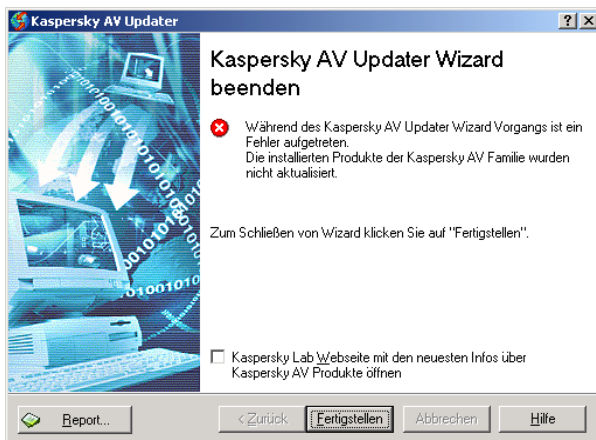 Kaspersky AV Updater
Kaspersky AV Updater Wizard
beenden
Während des Kaspersky AV Updater Wizard Vorgangs ist ein
Fehler aufgetreten.
Die installierten Produkte der Kaspersky AV Familie wurden
nicht aktualisiert.
Zum Schließen von Wizard klicken Sie auf "Fertigstellen".
Kaspersky Lab Webseite mit den neuesten Infos über
Kaspersky AV Produkte öffnen
Report...
< Zurück
Fertigstellen
Abbrechen
Hilfe